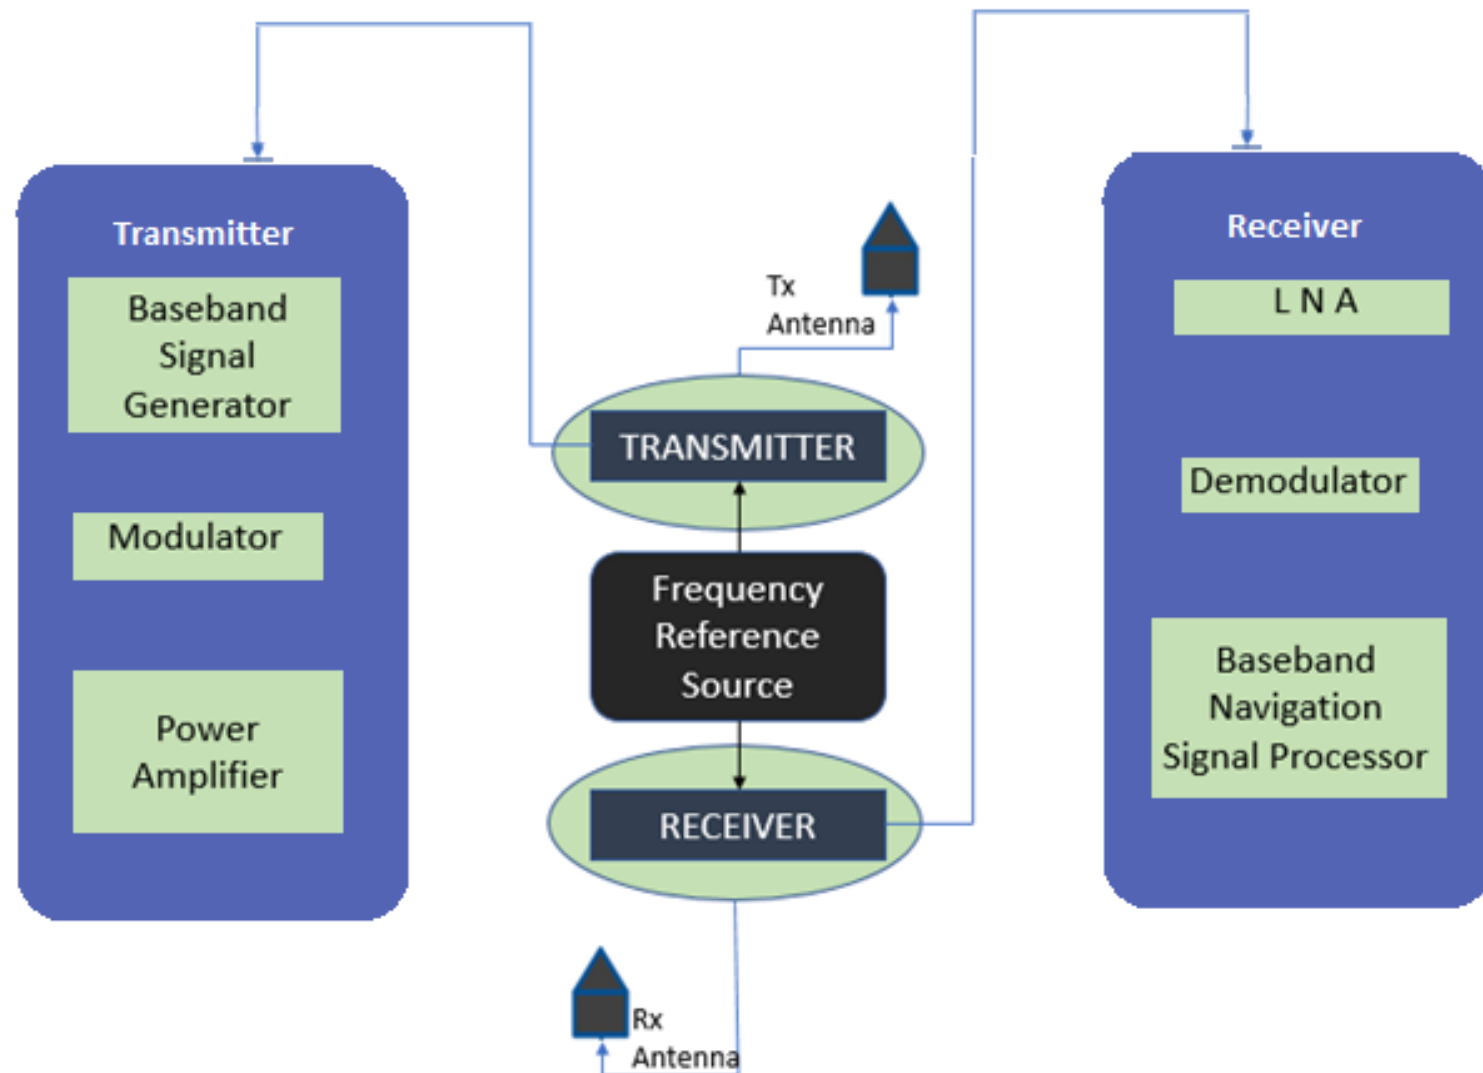 Transmitter
Baseband
Signal
Generator
Modulator
Power
Amplifier
Tx
Antenna
TRANSMITTER
Frequency
Reference
Source
RECEIVER
Rx
Antenna
Receiver
L N A
Demodulator
Baseband
Navigation
Signal Processor